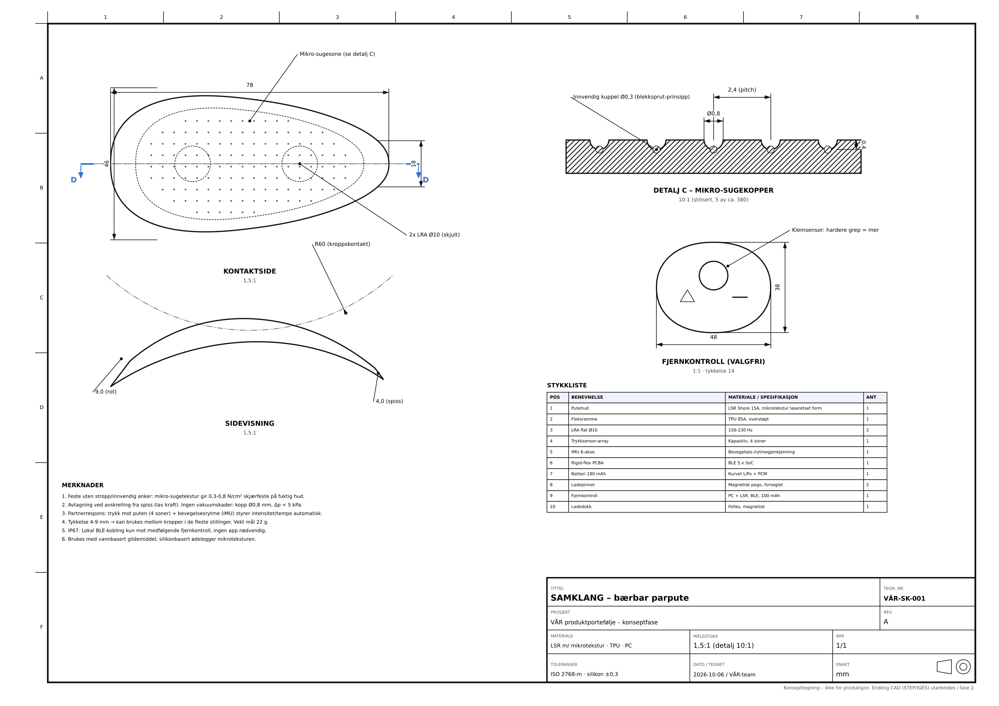 1 2 3 4 5 6 7 8
A
B
C
D
E
F
Mikro-sugesone (se detalj C)
78
46
18
D
D
2x LRA Ø10 (skjult)
KONTAKTSIDE
1,5:1
R60 (kroppskontakt)
9,0 (rot)
4,0 (spiss)
SIDEVISNING
1,5:1
MERKNADER
1. Feste uten stropp/innvendig anker: mikro-sugetekstur gir 0,3-0,8 N/cm² skjærfeste på fuktig hud.
2. Avtagning ved avskrelling fra spiss (lav kraft). Ingen vakuumskader: kopp Ø0,8 mm, Δp < 5 kPa.
3. Partnerrespons: trykk mot puten (4 soner) + bevegelsesrytme (IMU) styrer intensitet/tempo automatisk.
4. Tykkelse 4-9 mm → kan brukes mellom kropper i de fleste stillinger. Vekt mål 22 g.
5. IP67. Lokal BLE-kobling kun mot medfølgende fjernkontroll; ingen app nødvendig.
6. Brukes med vannbasert glidemiddel; silikonbasert ødelegger mikroteksturen.
2,4 (pitch)
Innvendig kuppel Ø0,3 (blekksprut-prinsipp)
Ø0,8
0,4
DETALJ C – MIKRO-SUGEKOPPER
10:1 (stilisert, 5 av ca. 380)
Klemsensor: hardere grep = mer
38
48
FJERNKONTROLL (VALGFRI)
1:1 · tykkelse 14
STYKKLISTE
POS BENEVNELSE MATERIALE / SPESIFIKASJON ANT
1 Putehud LSR Shore 15A, mikrotekstur laseretset form 1
2 Fleksramme TPU 85A, overstøpt 1
3 LRA flat Ø10 150-230 Hz 2
4 Trykksensor-array Kapasitiv, 4 soner 1
5 IMU 6-akse Bevegelses-/rytmegjenkjenning 1
6 Rigid-flex PCBA BLE 5.x SoC 1
7 Batteri 180 mAh Kurvet LiPo + PCM 1
8 Ladepinner Magnetisk pogo, forseglet 2
9 Fjernkontroll PC + LSR, BLE, 100 mAh 1
10 Ladedokk Felles, magnetisk 1
TITTEL
SAMKLANG – bærbar parpute
TEGN. NR.
VÅR-SK-001
PROSJEKT
VÅR produktportefølje – konseptfase
REV.
A
MATERIALE
LSR m/ mikrotekstur · TPU · PC
MÅLESTOKK
1,5:1 (detalj 10:1)
ARK
1/1
TOLERANSER
ISO 2768-m · silikon ±0,3
DATO / TEGNET
2026-10-06 / VÅR-team
ENHET
mm
Konsepttegning – ikke for produksjon. Endelig CAD (STEP/IGES) utarbeides i fase 2.